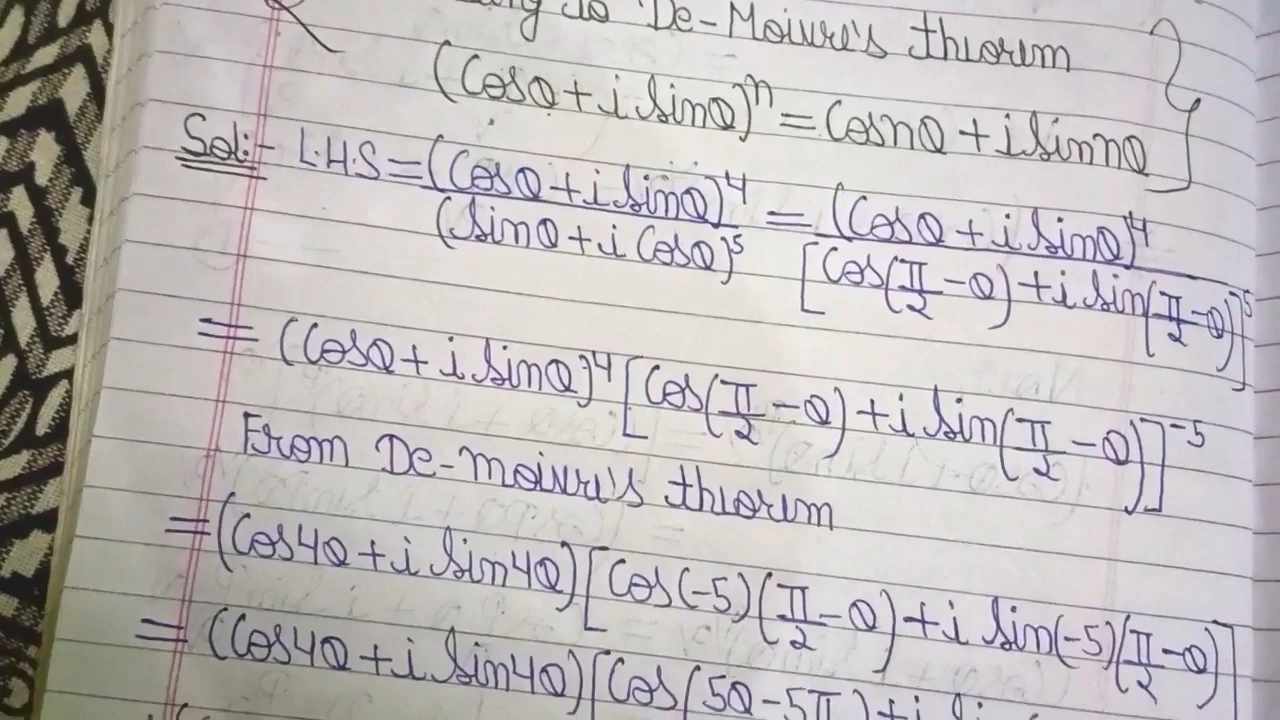 to De-Moivre's theorem
(Cosθ + i Sinθ)^n = Cosnθ + i Sinnθ
Sol:- L.H.S = (Cosθ + i Sinθ)^4 / (Sinθ + i Cosθ)^5 = (Cosθ + i Sinθ)^4 / [Cos(π/2 - θ) + i Sin(π/2 - θ)]^5
= (Cosθ + i Sinθ)^4 [Cos(π/2 - θ) + i Sin(π/2 - θ)]^-5
From De-moivre's theorem
= (Cos4θ + i Sin4θ) [Cos(-5)(π/2 - θ) + i Sin(-5)(π/2 - θ)]
= (Cos4θ + i Sin4θ) [Cos(5θ - 5π